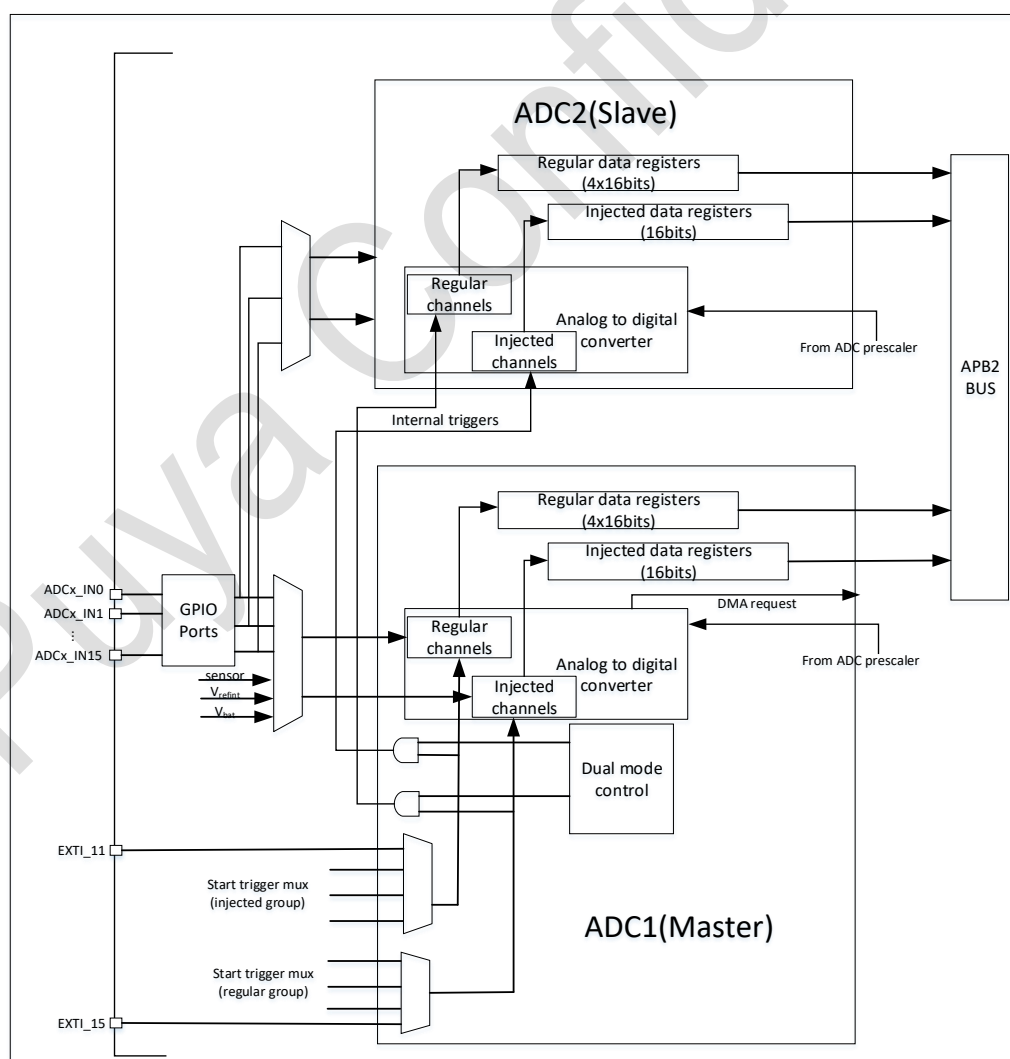 Puya Confid
ADC2(Slave)
Regular data registers
(4x16bits)
Injected data registers
(16bits)
Regular
channels
Analog to digital
converter
Injected
channels
From ADC prescaler
APB2
BUS
Internal triggers
Regular data registers
(4x16bits)
Injected data registers
(16bits)
DMA request
ADCx_IN0
ADCx_IN1
⋮
ADCx_IN15
GPIO
Ports
sensor
Vrefint
Vbat
Regular
channels
Analog to digital
converter
Injected
channels
From ADC prescaler
Dual mode
control
EXTI_11
Start trigger mux
(injected group)
ADC1(Master)
Start trigger mux
(regular group)
EXTI_15